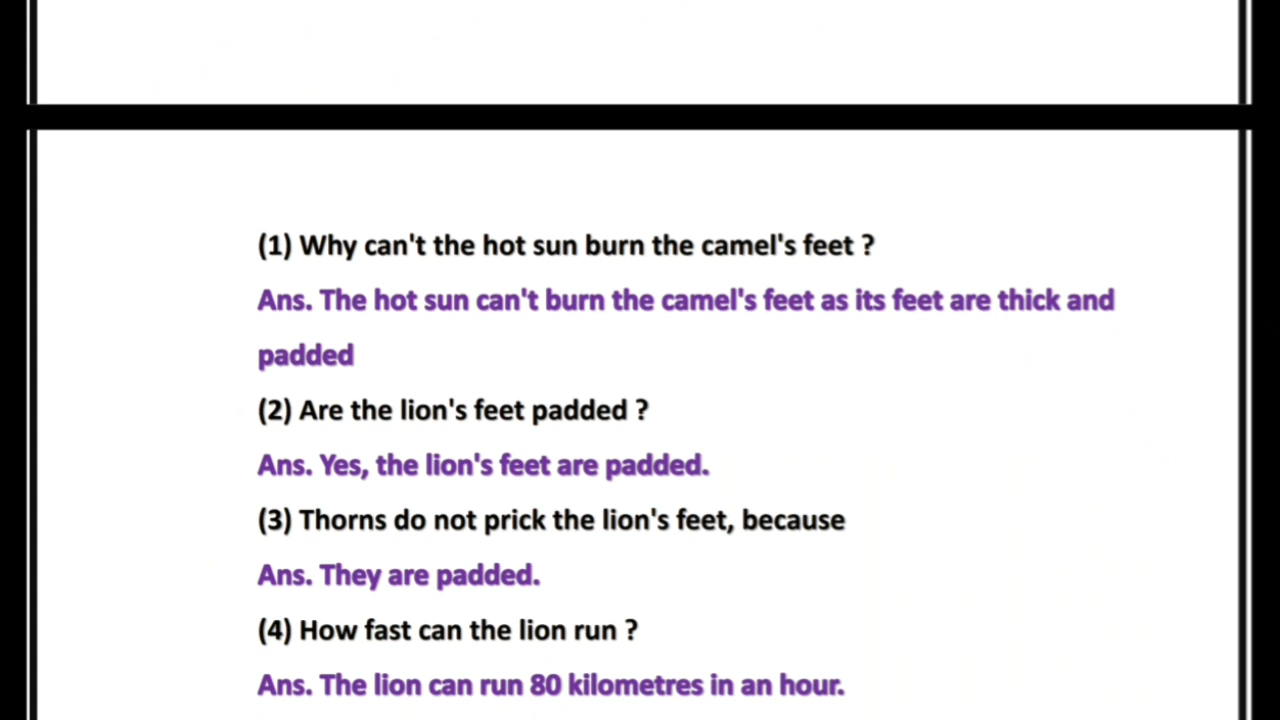 (1) Why can't the hot sun burn the camel's feet ?
Ans. The hot sun can't burn the camel's feet as its feet are thick and
padded
(2) Are the lion's feet padded ?
Ans. Yes, the lion's feet are padded.
(3) Thorns do not prick the lion's feet, because
Ans. They are padded.
(4) How fast can the lion run ?
Ans. The lion can run 80 kilometres in an hour.